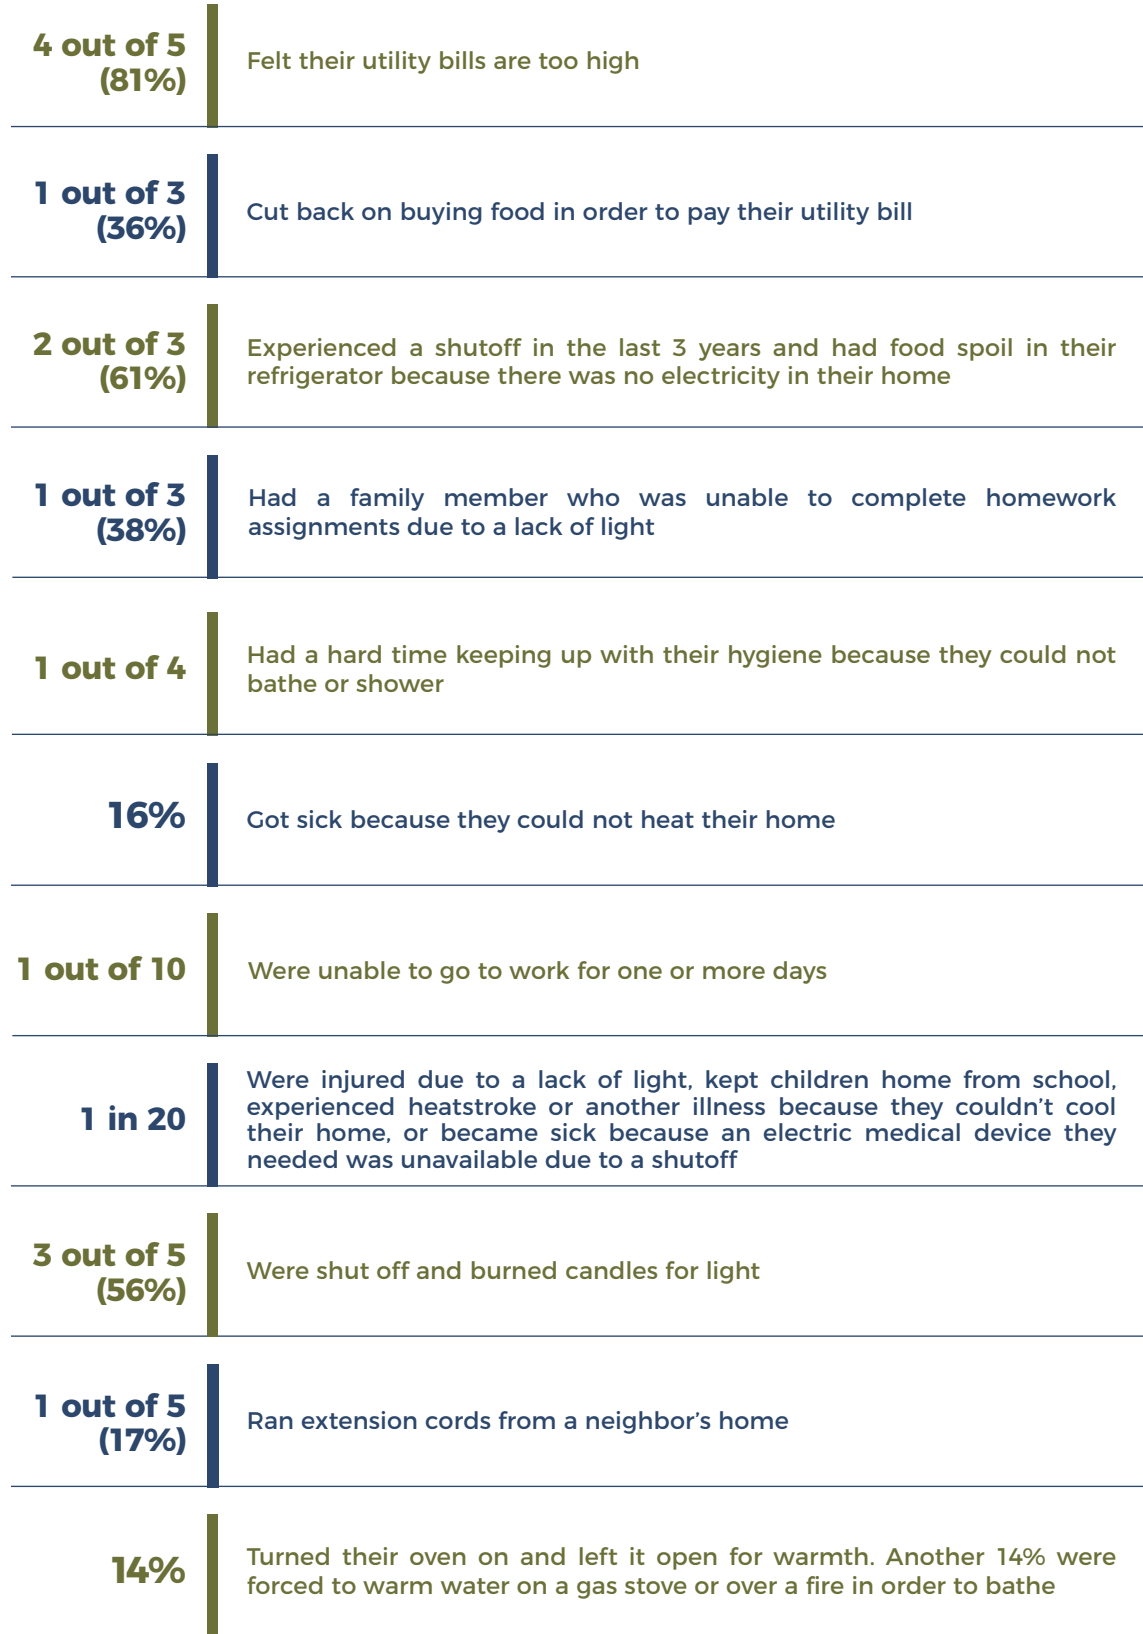 4 out of 5
(81%)
Felt their utility bills are too high
1 out of 3
(36%)
Cut back on buying food in order to pay their utility bill
2 out of 3
(61%)
Experienced a shutoff in the last 3 years and had food spoil in their
refrigerator because there was no electricity in their home
1 out of 3
(38%)
Had a family member who was unable to complete homework
assignments due to a lack of light
1 out of 4
Had a hard time keeping up with their hygiene because they could not
bathe or shower
16%
Got sick because they could not heat their home
1 out of 10
Were unable to go to work for one or more days
1 in 20
Were injured due to a lack of light, kept children home from school,
experienced heatstroke or another illness because they couldn’t cool
their home, or became sick because an electric medical device they
needed was unavailable due to a shutoff
3 out of 5
(56%)
Were shut off and burned candles for light
1 out of 5
(17%)
Ran extension cords from a neighbor’s home
14%
Turned their oven on and left it open for warmth. Another 14% were
forced to warm water on a gas stove or over a fire in order to bathe